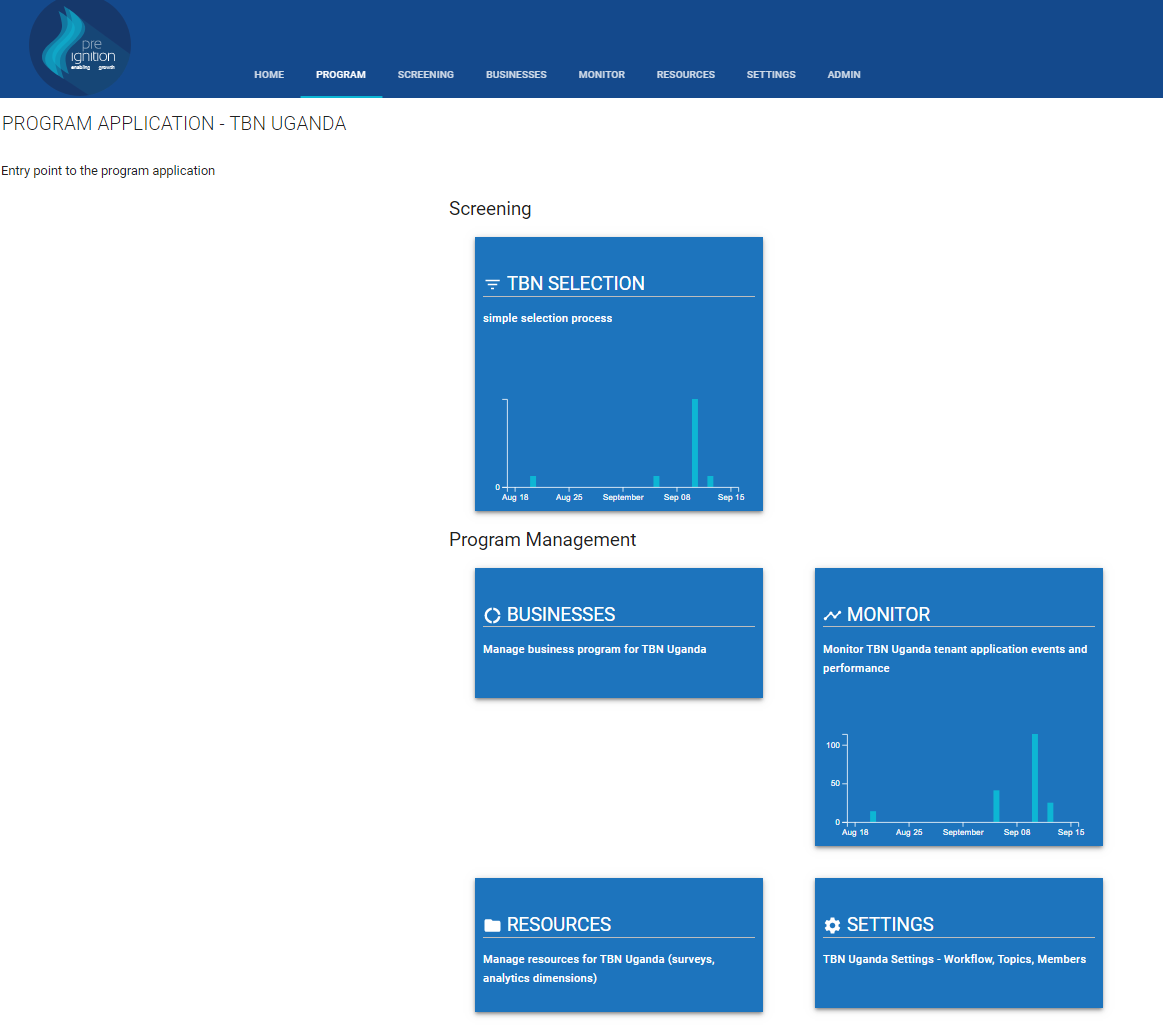 pre
ignition
enabling growth
HOME PROGRAM SCREENING BUSINESSES MONITOR RESOURCES SETTINGS ADMIN
PROGRAM APPLICATION - TBN UGANDA
Entry point to the program application
Screening
TBN SELECTION
simple selection process
0
Aug 18 Aug 25 September Sep 08 Sep 15
Program Management
BUSINESSES
Manage business program for TBN Uganda
MONITOR
Monitor TBN Uganda tenant application events and
performance
100
50
0
Aug 18 Aug 25 September Sep 08 Sep 15
RESOURCES
Manage resources for TBN Uganda (surveys,
analytics dimensions)
SETTINGS
TBN Uganda Settings - Workflow, Topics, Members